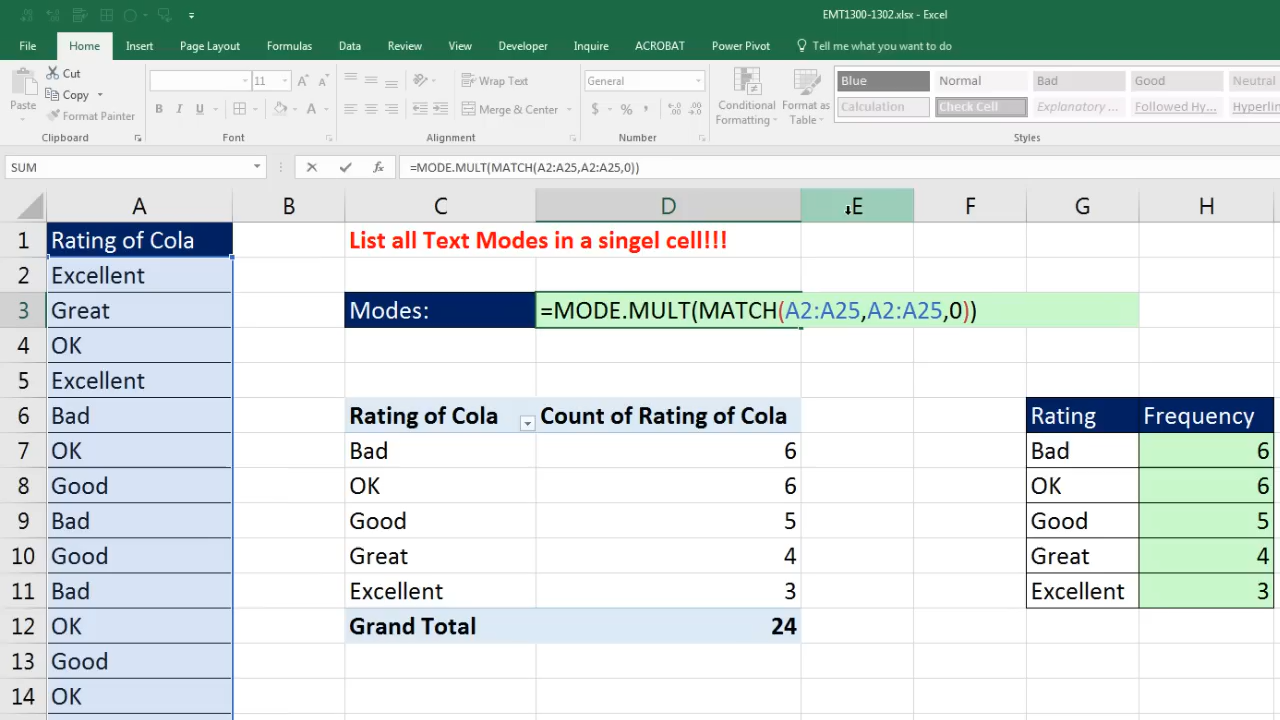 EMT1300-1302.xlsx - Excel
File Home Insert Page Layout Formulas Data Review View Developer Inquire ACROBAT Power Pivot Tell me what you want to do
Paste
Cut
Copy
Format Painter
Clipboard
11
Font
Wrap Text
Merge & Center
Alignment
General
$ % ,
Number
Conditional Formatting
Format as Table
Blue Normal Bad Good Neutral
Calculation Check Cell Explanatory ... Followed Hy... Hyperlin
Styles
SUM =MODE.MULT(MATCH(A2:A25,A2:A25,0))
A B C D E F G H
1 Rating of Cola List all Text Modes in a singel cell!!!
2 Excellent
3 Great Modes: =MODE.MULT(MATCH(A2:A25,A2:A25,0))
4 OK
5 Excellent
6 Bad Rating of Cola Count of Rating of Cola Rating Frequency
7 OK Bad 6 Bad 6
8 Good OK 6 OK 6
9 Bad Good 5 Good 5
10 Good Great 4 Great 4
11 Bad Excellent 3 Excellent 3
12 OK Grand Total 24
13 Good
14 OK